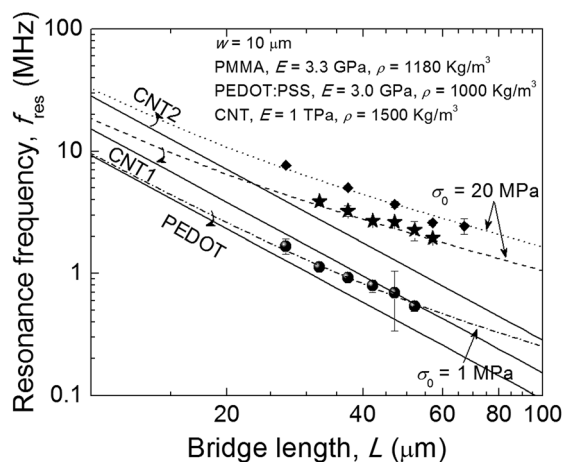 Resonance frequency, f_res (MHz)
100
10
1
0.1
w = 10 μm
PMMA, E = 3.3 GPa, ρ = 1180 Kg/m³
PEDOT:PSS, E = 3.0 GPa, ρ = 1000 Kg/m³
CNT, E = 1 TPa, ρ = 1500 Kg/m³
CNT2
CNT1
PEDOT
σ₀ = 20 MPa
σ₀ = 1 MPa
20 40 60 80 100
Bridge length, L (μm)